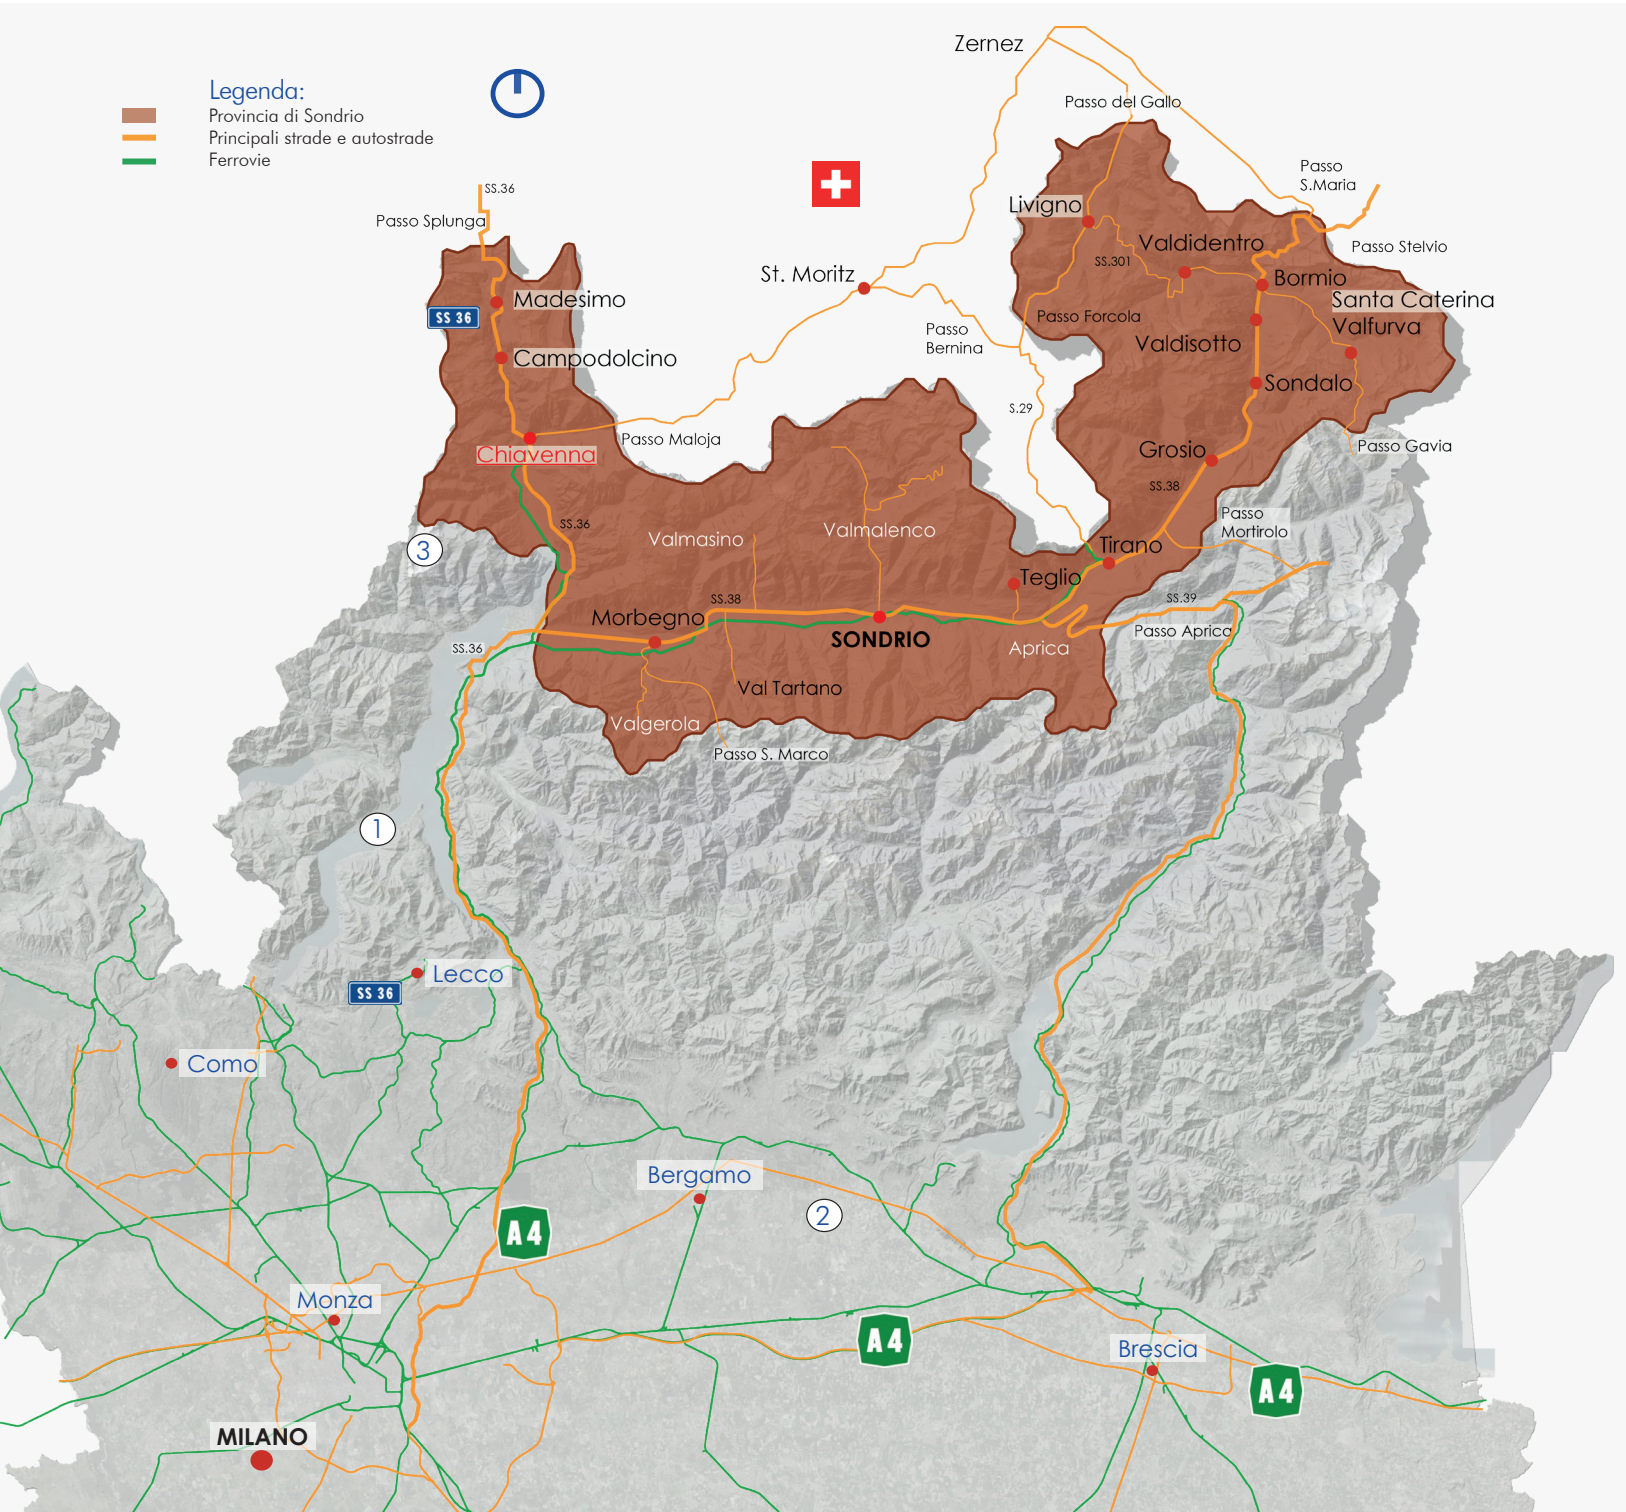 Zernez
Legenda:
Provincia di Sondrio
Principali strade e autostrade
Ferrovie
Passo del Gallo
Passo
S.Maria
SS.36
Passo Splunga
Livigno
Valdidentro
Passo Stelvio
SS.301
St. Moritz
Bormio
Madesimo
Santa Caterina
Valfurva
SS 36
Passo Forcola
Passo
Bernina
Valdisotto
Campodolcino
Sondalo
S.29
Passo Maloja
Chiavenna
Grosio
Passo Gavia
SS.38
Passo
Mortirolo
SS.36
Valmasino
Valmalenco
3
Tirano
Teglio
SS.38
SS.39
Morbegno
Passo Aprica
SONDRIO
SS.36
Aprica
Val Tartano
Valgerola
Passo S. Marco
1
Lecco
SS 36
Como
Bergamo
2
A4
Monza
A4
Brescia
A4
MILANO